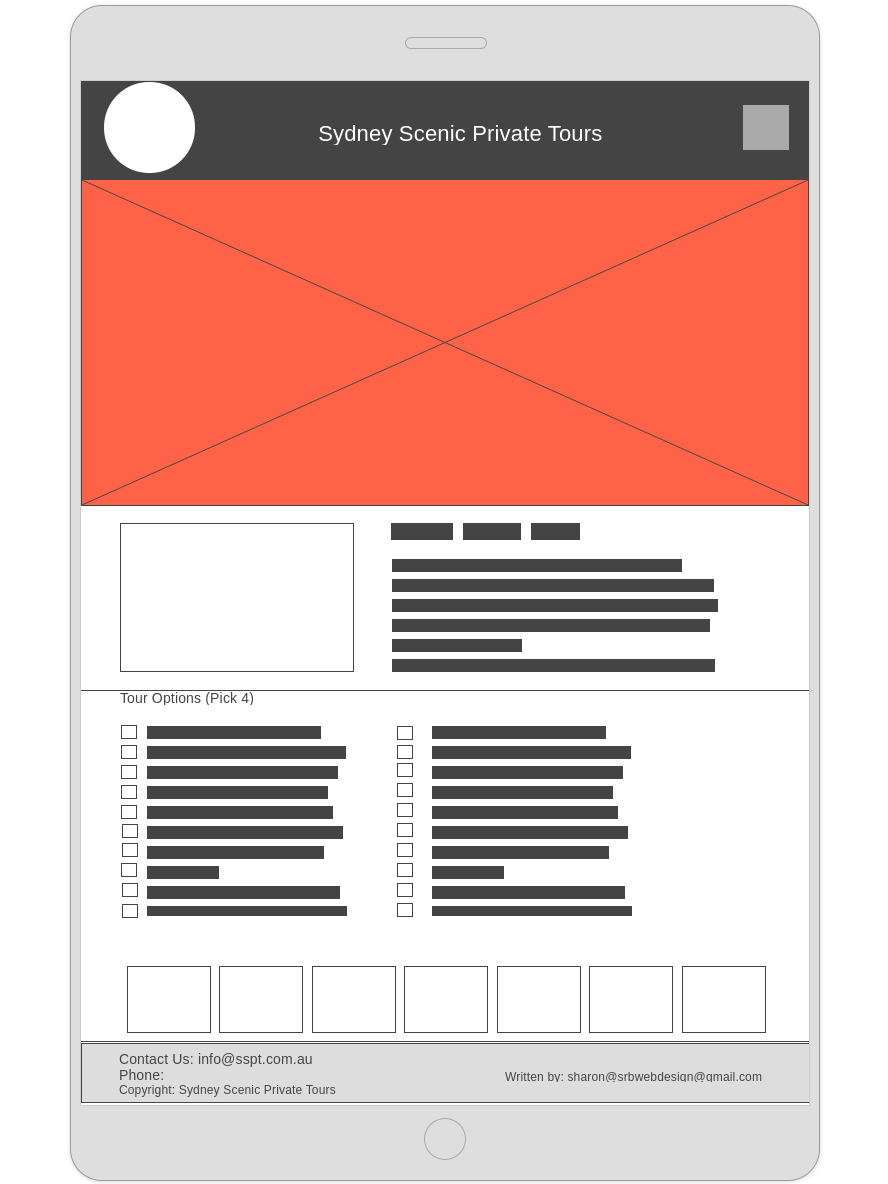 Sydney Scenic Private Tours
Tour Options (Pick 4)
Contact Us: info@sspt.com.au
Phone:
Copyright: Sydney Scenic Private Tours
Written by: sharon@srbwebdesign@gmail.com